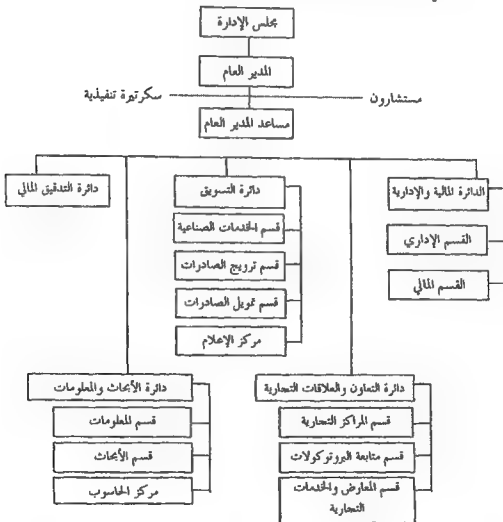 مجلس الإدارة
المدير العام
مستشارون
سكرتيرة تنفيذية
مساعد المدير العام
الدائرة المالية والإدارية
القسم الإداري
القسم المالي
دائرة التسويق
قسم الخدمات الصناعية
قسم ترويج الصادرات
قسم تمويل الصادرات
مركز الإعلام
دائرة التدقيق المالي
دائرة التعاون والعلاقات التجارية
قسم المراكز التجارية
قسم متابعة البروتوكولات
قسم المعارض والخدمات
التجارية
دائرة الأبحاث والمعلومات
قسم المعلومات
قسم الأبحاث
مركز الحاسوب